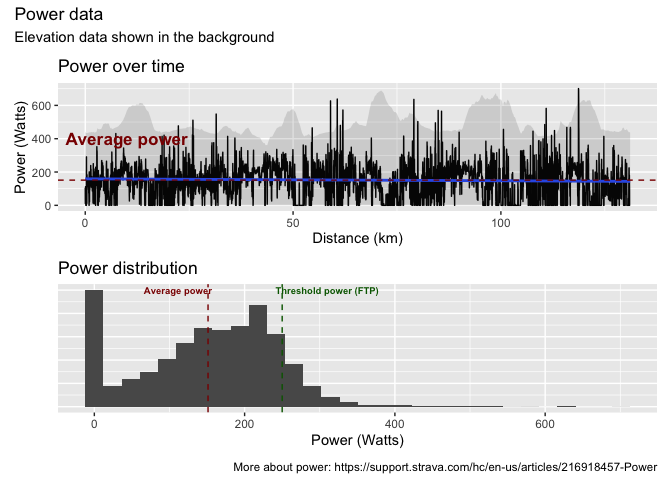 Power data
Elevation data shown in the background
Power over time
Power (Watts)
600
400
200
0
Average power
0 50 100
Distance (km)
Power distribution
Average power Threshold power (FTP)
0 200 400 600
Power (Watts)
More about power: https://support.strava.com/hc/en-us/articles/216918457-Power